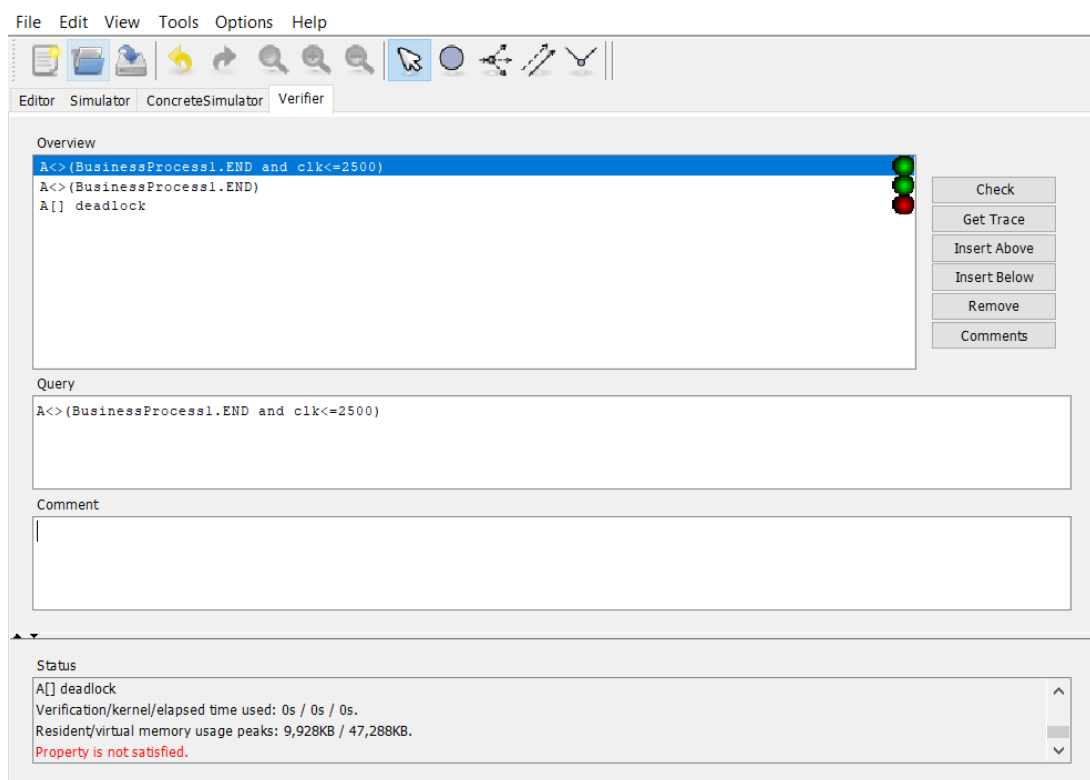 File Edit View Tools Options Help
Editor Simulator ConcreteSimulator Verifier
Overview
A<>(BusinessProcess1.END and clk<=2500)
A<>(BusinessProcess1.END)
A[] deadlock
Check
Get Trace
Insert Above
Insert Below
Remove
Comments
Query
A<>(BusinessProcess1.END and clk<=2500)
Comment
Status
A[] deadlock
Verification/kernel/elapsed time used: 0s / 0s / 0s.
Resident/virtual memory usage peaks: 9,928KB / 47,288KB.
Property is not satisfied.